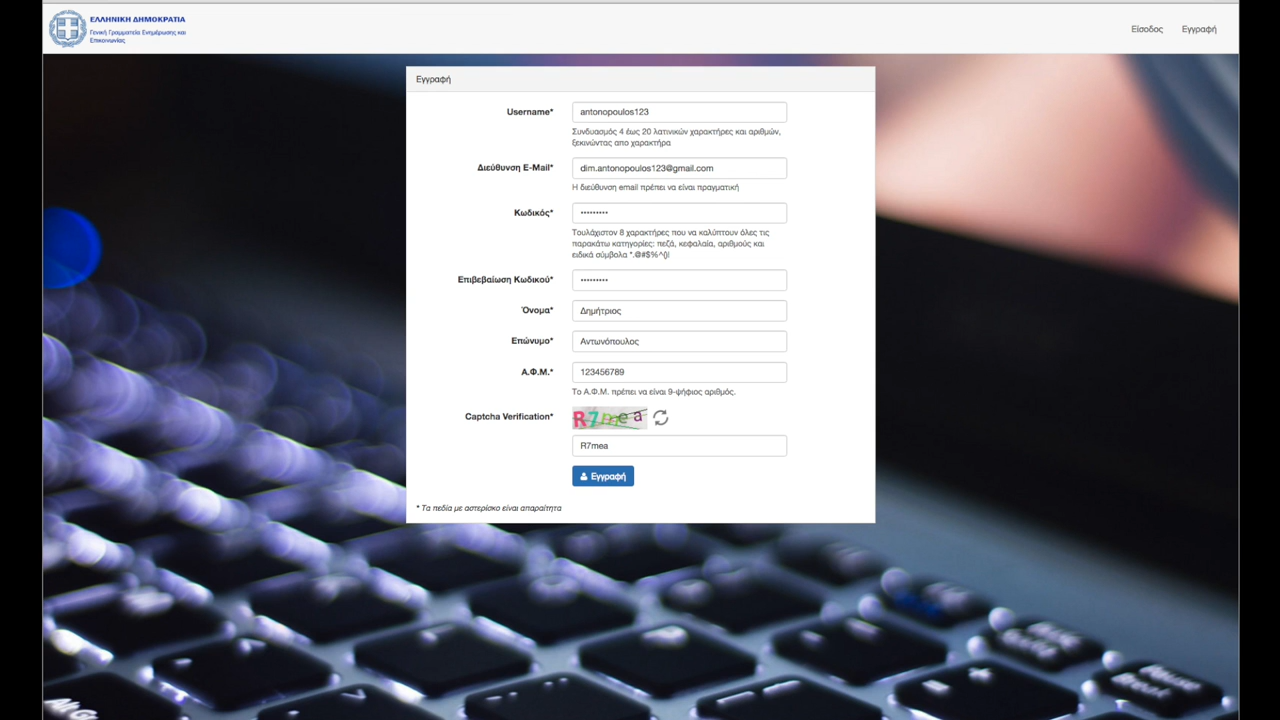 ΕΛΛΗΝΙΚΗ ΔΗΜΟΚΡΑΤΙΑ
Γενική Γραμματεία Ενημέρωσης και
Επικοινωνίας
Είσοδος
Εγγραφή
Εγγραφή
Username*
antonopoulos123
Συνδυασμός 4 έως 20 λατινικών χαρακτήρες και αριθμών,
ξεκινώντας απο χαρακτήρα
Διεύθυνση E-Mail*
dim.antonopoulos123@gmail.com
Η διεύθυνση email πρέπει να είναι πραγματική
Κωδικός*
•••••••••
Τουλάχιστον 8 χαρακτήρες που να καλύπτουν όλες τις
παρακάτω κατηγορίες: πεζά, κεφαλαία, αριθμούς και
ειδικά σύμβολα *.@#$%^()!
Επιβεβαίωση Κωδικού*
•••••••••
Όνομα*
Δημήτριος
Επώνυμο*
Αντωνόπουλος
Α.Φ.Μ.*
123456789
Το Α.Φ.Μ. πρέπει να είναι 9-ψήφιος αριθμός.
Captcha Verification*
R7mea
R7mea
Εγγραφή
* Τα πεδία με αστερίσκο είναι απαραίτητα
Alt Gr